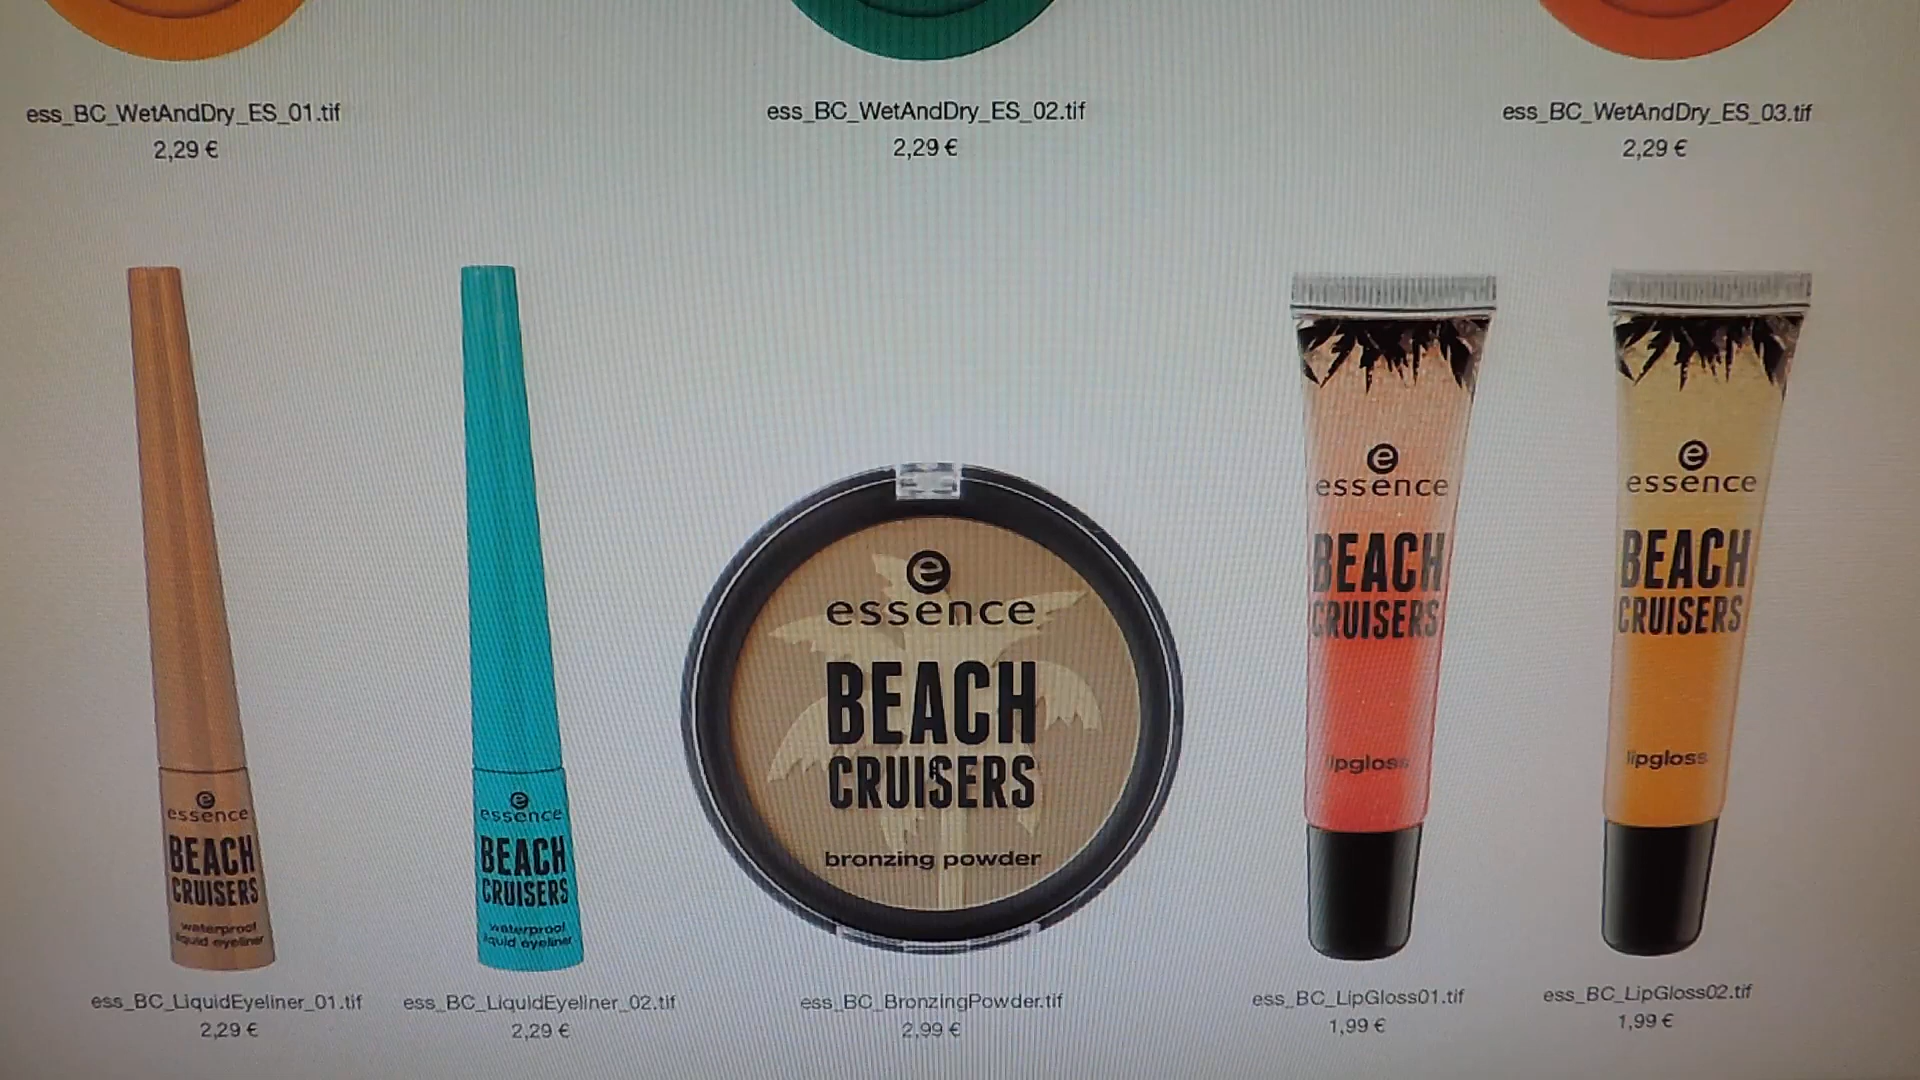 ess_BC_WetAndDry_ES_01.tif
2,29 €
ess_BC_WetAndDry_ES_02.tif
2,29 €
ess_BC_WetAndDry_ES_03.tif
2,29 €
e
essence
BEACH
CRUISERS
waterproof
liquid eyeliner
ess_BC_LiquidEyeliner_01.tif
2,29 €
e
essence
BEACH
CRUISERS
waterproof
liquid eyeliner
ess_BC_LiquidEyeliner_02.tif
2,29 €
e
essence
BEACH
CRUISERS
bronzing powder
ess_BC_BronzingPowder.tif
2,99 €
e
essence
BEACH
CRUISERS
lipgloss
ess_BC_LipGloss01.tif
1,99 €
e
essence
BEACH
CRUISERS
lipgloss
ess_BC_LipGloss02.tif
1,99 €